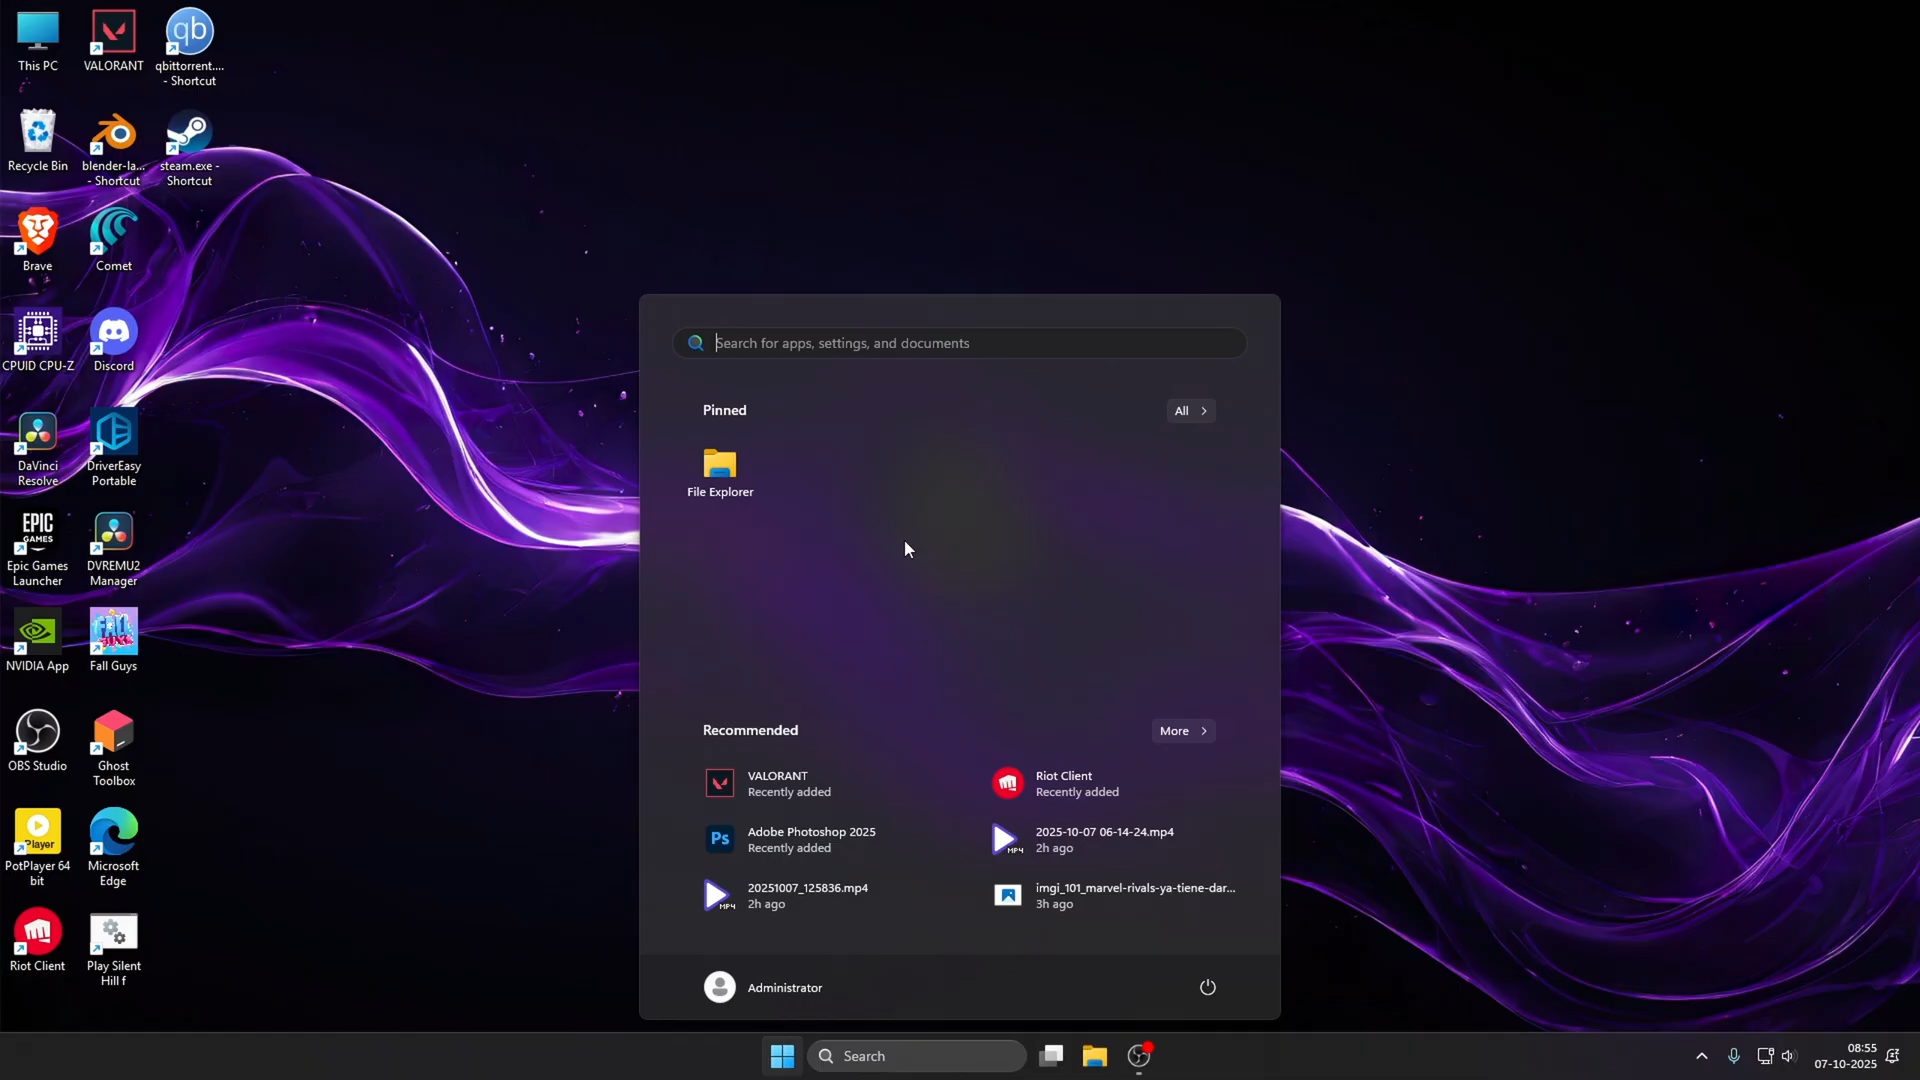 This PC
VALORANT
qbittorrent....
- Shortcut
Recycle Bin
blender-la...
- Shortcut
steam.exe -
Shortcut
Brave
Comet
CPUID CPU-Z
Discord
DaVinci
Resolve
DriverEasy
Portable
EPIC
GAMES
Epic Games
Launcher
DVREMU2
Manager
NVIDIA App
FALL
Fall Guys
OBS Studio
Ghost
Toolbox
Player
PotPlayer 64
bit
Microsoft
Edge
Riot Client
Play Silent
Hill f
qb
Search for apps, settings, and documents
Pinned
All
File Explorer
Recommended
More
VALORANT
Recently added
Riot Client
Recently added
Ps
Adobe Photoshop 2025
Recently added
MP4
2025-10-07 06-14-24.mp4
2h ago
MP4
20251007_125836.mp4
2h ago
imgi_101_marvel-rivals-ya-tiene-dar...
3h ago
Administrator
Search
08:55
07-10-2025